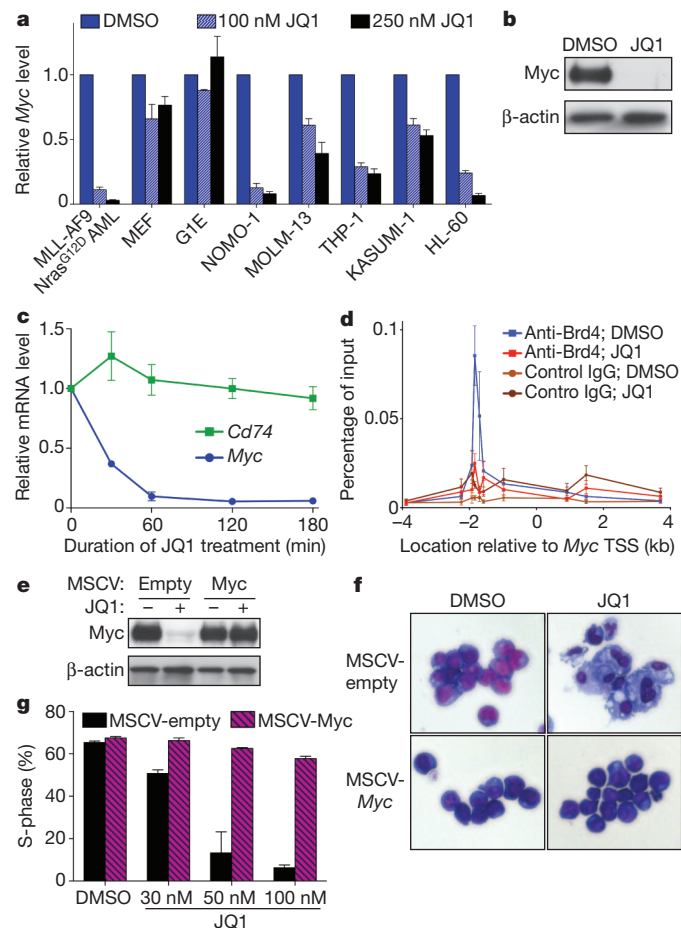 a
DMSO 100 nM JQ1 250 nM JQ1
Relative Myc level
1.0
0.5
0
MLL-AF9
NrasG12D AML
MEF
G1E
NOMO-1
MOLM-13
THP-1
KASUMI-1
HL-60
b
DMSO JQ1
Myc
β-actin
c
Relative mRNA level
1.5
1.0
0.5
0
Cd74
Myc
0 60 120 180
Duration of JQ1 treatment (min)
d
Percentage of input
0.1
0.05
0
Anti-Brd4; DMSO
Anti-Brd4; JQ1
Control IgG; DMSO
Contro IgG; JQ1
−4 −2 0 2 4
Location relative to Myc TSS (kb)
e
MSCV: Empty Myc
JQ1: − + − +
Myc
β-actin
f
DMSO JQ1
MSCV-
empty
MSCV-
Myc
g
MSCV-empty MSCV-Myc
S-phase (%)
80
60
40
20
0
DMSO 30 nM 50 nM 100 nM
JQ1